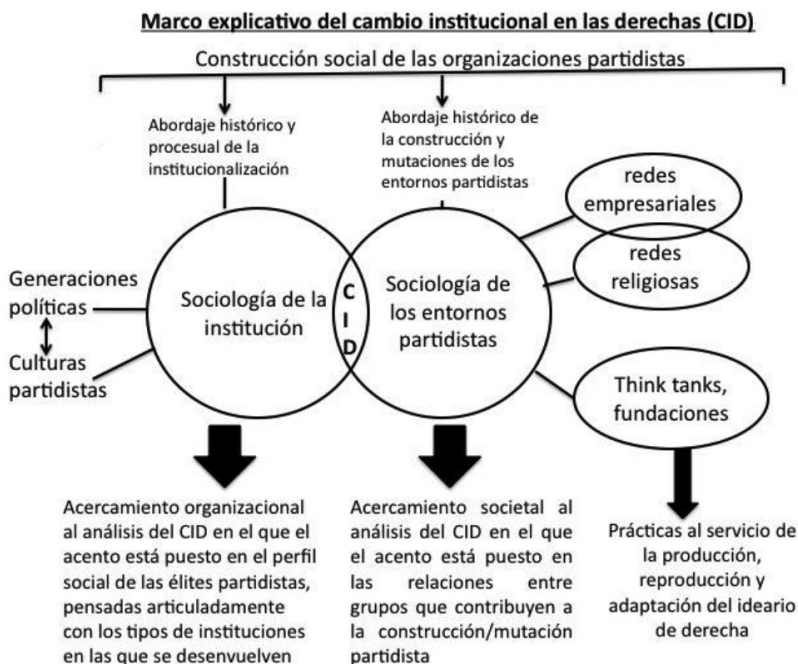 Marco explicativo del cambio institucional en las derechas (CID)
Construcción social de las organizaciones partidistas
Abordaje histórico y
procesual de la
institucionalización
Abordaje histórico de
la construcción y
mutaciones de los
entornos partidistas
redes
empresariales
redes
religiosas
Generaciones
políticas
Culturas
partidistas
Sociología de la
institución
C
I
D
Sociología de
los entornos
partidistas
Think tanks,
fundaciones
Acercamiento organizacional
al análisis del CID en el que el
acento está puesto en el perfil
social de las élites partidistas,
pensadas articuladamente
con los tipos de instituciones
en las que se desenvuelven
Acercamiento societal al
análisis del CID en el que
el acento está puesto en
las relaciones entre
grupos que contribuyen a
la construcción/mutación
partidista
Prácticas al servicio de
la producción,
reproducción y
adaptación del ideario
de derecha